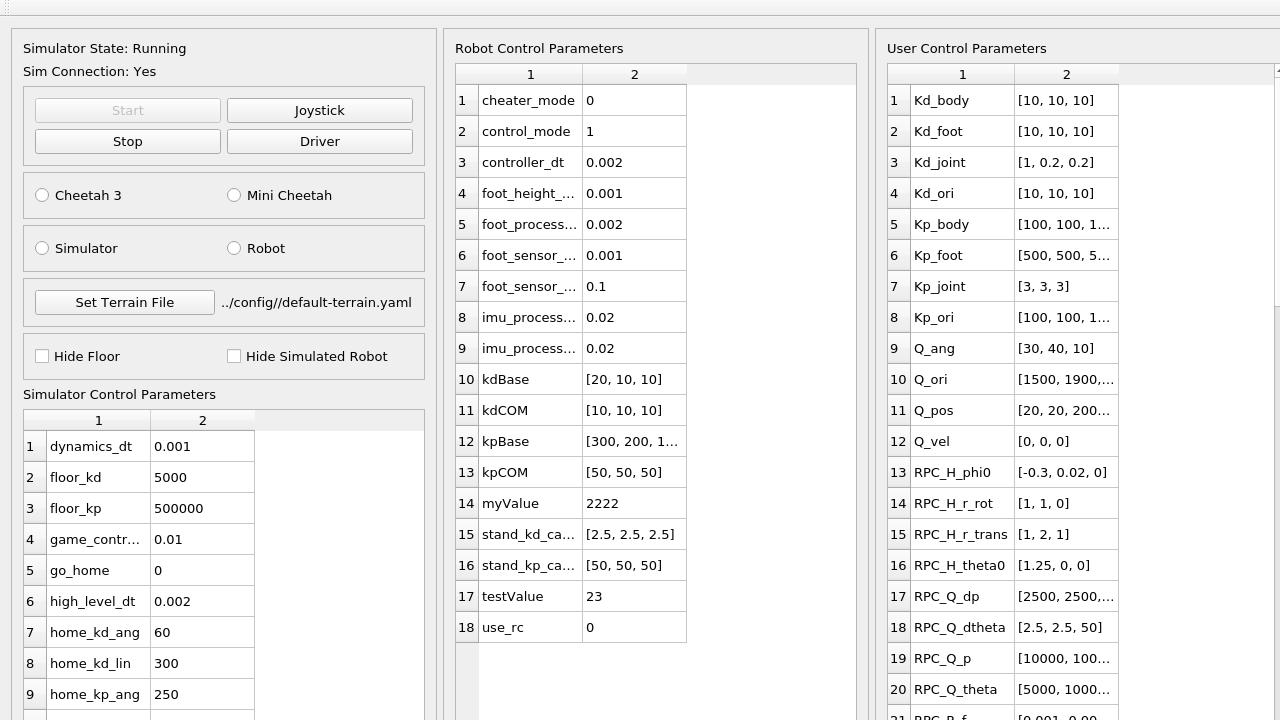 Simulator State: Running
Sim Connection: Yes
Start
Joystick
Stop
Driver
Cheetah 3
Mini Cheetah
Simulator
Robot
Set Terrain File
../config//default-terrain.yaml
Hide Floor
Hide Simulated Robot
Simulator Control Parameters
1 2
1 dynamics_dt 0.001
2 floor_kd 5000
3 floor_kp 500000
4 game_contr... 0.01
5 go_home 0
6 high_level_dt 0.002
7 home_kd_ang 60
8 home_kd_lin 300
9 home_kp_ang 250
Robot Control Parameters
1 2
1 cheater_mode 0
2 control_mode 1
3 controller_dt 0.002
4 foot_height_... 0.001
5 foot_process... 0.002
6 foot_sensor_... 0.001
7 foot_sensor_... 0.1
8 imu_process... 0.02
9 imu_process... 0.02
10 kdBase [20, 10, 10]
11 kdCOM [10, 10, 10]
12 kpBase [300, 200, 1...
13 kpCOM [50, 50, 50]
14 myValue 2222
15 stand_kd_ca... [2.5, 2.5, 2.5]
16 stand_kp_ca... [50, 50, 50]
17 testValue 23
18 use_rc 0
User Control Parameters
1 2
1 Kd_body [10, 10, 10]
2 Kd_foot [10, 10, 10]
3 Kd_joint [1, 0.2, 0.2]
4 Kd_ori [10, 10, 10]
5 Kp_body [100, 100, 1...
6 Kp_foot [500, 500, 5...
7 Kp_joint [3, 3, 3]
8 Kp_ori [100, 100, 1...
9 Q_ang [30, 40, 10]
10 Q_ori [1500, 1900,...
11 Q_pos [20, 20, 200...
12 Q_vel [0, 0, 0]
13 RPC_H_phi0 [-0.3, 0.02, 0]
14 RPC_H_r_rot [1, 1, 0]
15 RPC_H_r_trans [1, 2, 1]
16 RPC_H_theta0 [1.25, 0, 0]
17 RPC_Q_dp [2500, 2500,...
18 RPC_Q_dtheta [2.5, 2.5, 50]
19 RPC_Q_p [10000, 100...
20 RPC_Q_theta [5000, 1000...